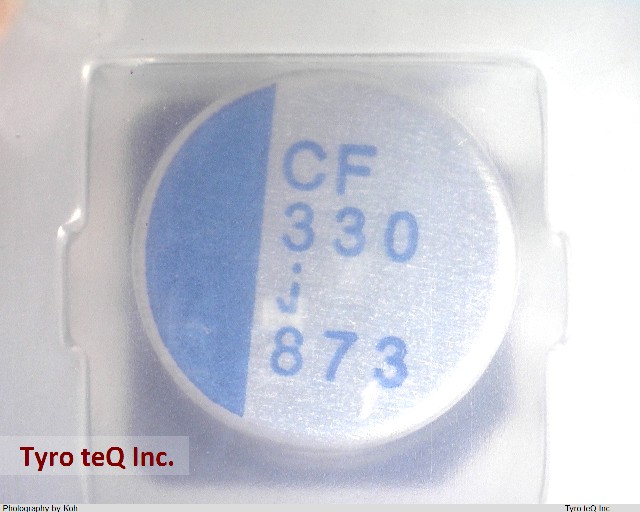 CF
330
873
Tyro teQ Inc.
Photography by Koh
Tyro teQ Inc.